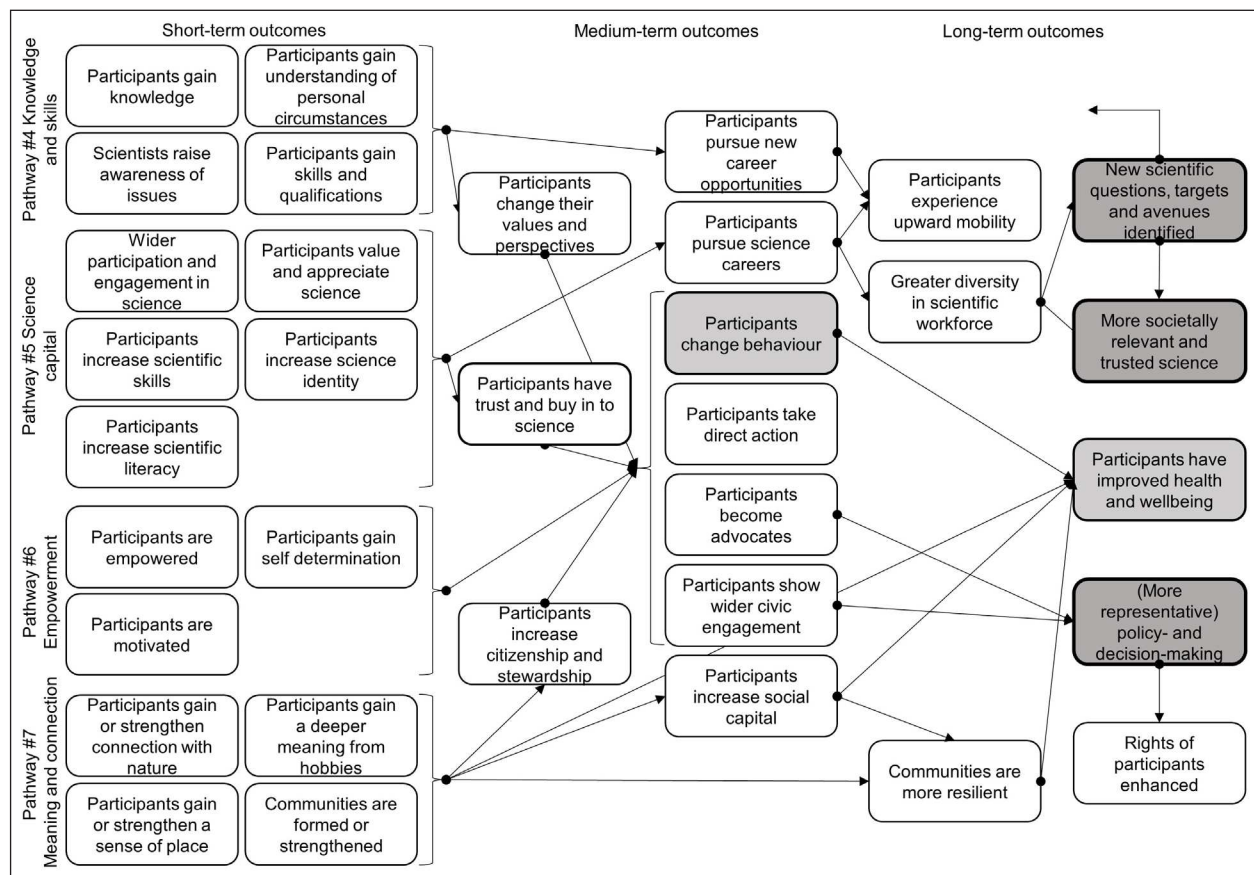 Short-term outcomes
Medium-term outcomes
Long-term outcomes
Pathway #4 Knowledge
and skills
Participants gain
knowledge
Participants gain
understanding of
personal
circumstances
Scientists raise
awareness of
issues
Participants gain
skills and
qualifications
Pathway #5 Science
capital
Wider
participation and
engagement in
science
Participants value
and appreciate
science
Participants
increase scientific
skills
Participants
increase science
identity
Participants
increase scientific
literacy
Pathway #6
Empowerment
Participants are
empowered
Participants gain
self determination
Participants are
motivated
Pathway #7
Meaning and connection
Participants gain
or strengthen
connection with
nature
Participants gain
a deeper
meaning from
hobbies
Participants gain
or strengthen a
sense of place
Communities are
formed or
strengthened
Participants
change their
values and
perspectives
Participants have
trust and buy in to
science
Participants
increase
citizenship and
stewardship
Participants
pursue new
career
opportunities
Participants
pursue science
careers
Participants
change behaviour
Participants take
direct action
Participants
become
advocates
Participants show
wider civic
engagement
Participants
increase social
capital
Participants
experience
upward mobility
Greater diversity
in scientific
workforce
Communities are
more resilient
New scientific
questions, targets
and avenues
identified
More societally
relevant and
trusted science
Participants have
improved health
and wellbeing
(More
representative)
policy- and
decision-making
Rights of
participants
enhanced